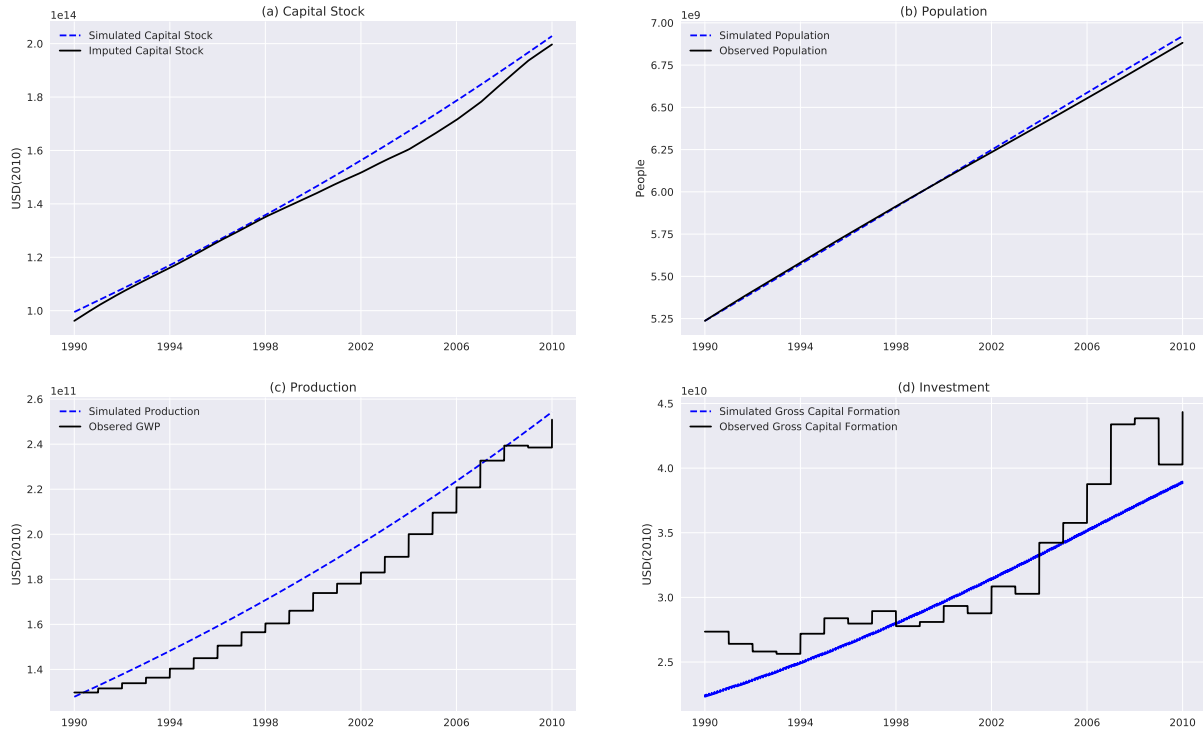 (a) Capital Stock
1e14
Simulated Capital Stock
Imputed Capital Stock
USD(2010)
2.0
1.8
1.6
1.4
1.2
1.0
1990 1994 1998 2002 2006 2010
(b) Population
1e9
Simulated Population
Observed Population
People
7.00
6.75
6.50
6.25
6.00
5.75
5.50
5.25
1990 1994 1998 2002 2006 2010
(c) Production
1e11
Simulated Production
Obsered GWP
USD(2010)
2.6
2.4
2.2
2.0
1.8
1.6
1.4
1990 1994 1998 2002 2006 2010
(d) Investment
1e10
Simulated Gross Capital Formation
Observed Gross Capital Formation
USD(2010)
4.5
4.0
3.5
3.0
2.5
1990 1994 1998 2002 2006 2010